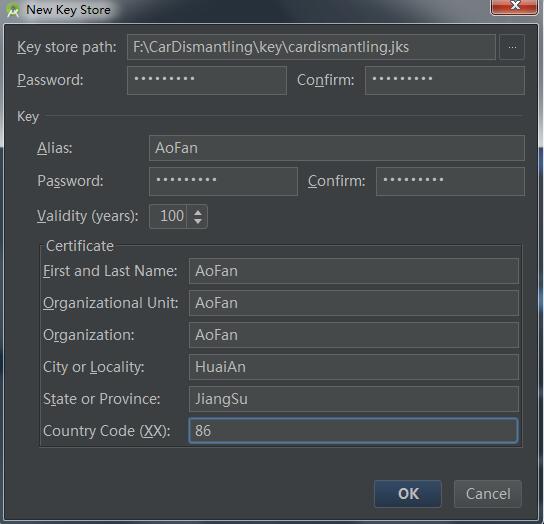 New Key Store
Key store path: F:\CarDismantling\key\cardismantling.jks ...
Password: ••••••••• Confirm: •••••••••
Key
Alias: AoFan
Password: ••••••••• Confirm: •••••••••
Validity (years): 100
Certificate
First and Last Name: AoFan
Organizational Unit: AoFan
Organization: AoFan
City or Locality: HuaiAn
State or Province: JiangSu
Country Code (XX): 86
OK Cancel